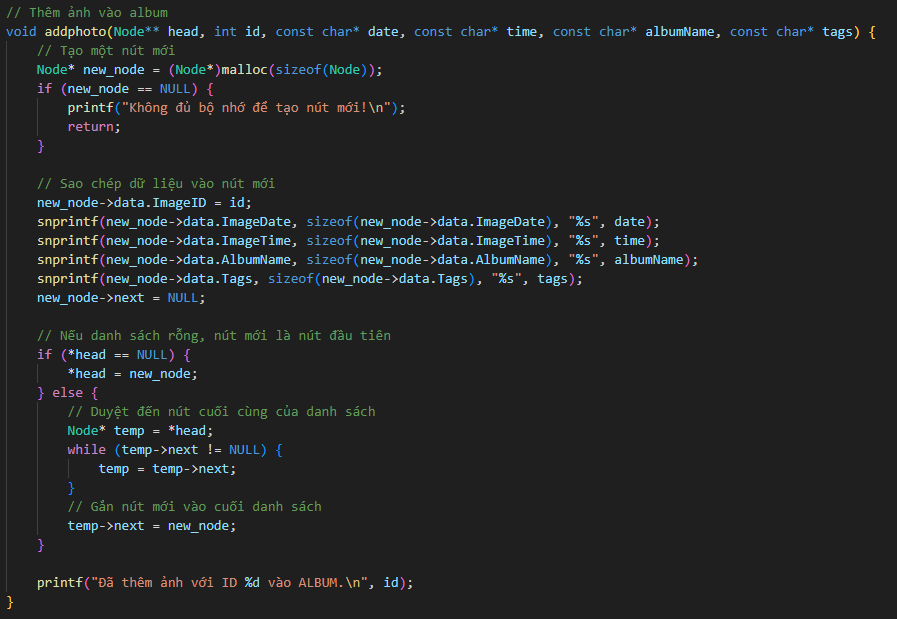 // Thêm ảnh vào album
void addphoto(Node** head, int id, const char* date, const char* time, const char* albumName, const char* tags) {
    // Tạo một nút mới
    Node* new_node = (Node*)malloc(sizeof(Node));
    if (new_node == NULL) {
        printf("Không đủ bộ nhớ để tạo nút mới!\n");
        return;
    }

    // Sao chép dữ liệu vào nút mới
    new_node->data.ImageID = id;
    snprintf(new_node->data.ImageDate, sizeof(new_node->data.ImageDate), "%s", date);
    snprintf(new_node->data.ImageTime, sizeof(new_node->data.ImageTime), "%s", time);
    snprintf(new_node->data.AlbumName, sizeof(new_node->data.AlbumName), "%s", albumName);
    snprintf(new_node->data.Tags, sizeof(new_node->data.Tags), "%s", tags);
    new_node->next = NULL;

    // Nếu danh sách rỗng, nút mới là nút đầu tiên
    if (*head == NULL) {
        *head = new_node;
    } else {
        // Duyệt đến nút cuối cùng của danh sách
        Node* temp = *head;
        while (temp->next != NULL) {
            temp = temp->next;
        }
        // Gắn nút mới vào cuối danh sách
        temp->next = new_node;
    }

    printf("Đã thêm ảnh với ID %d vào ALBUM.\n", id);
}